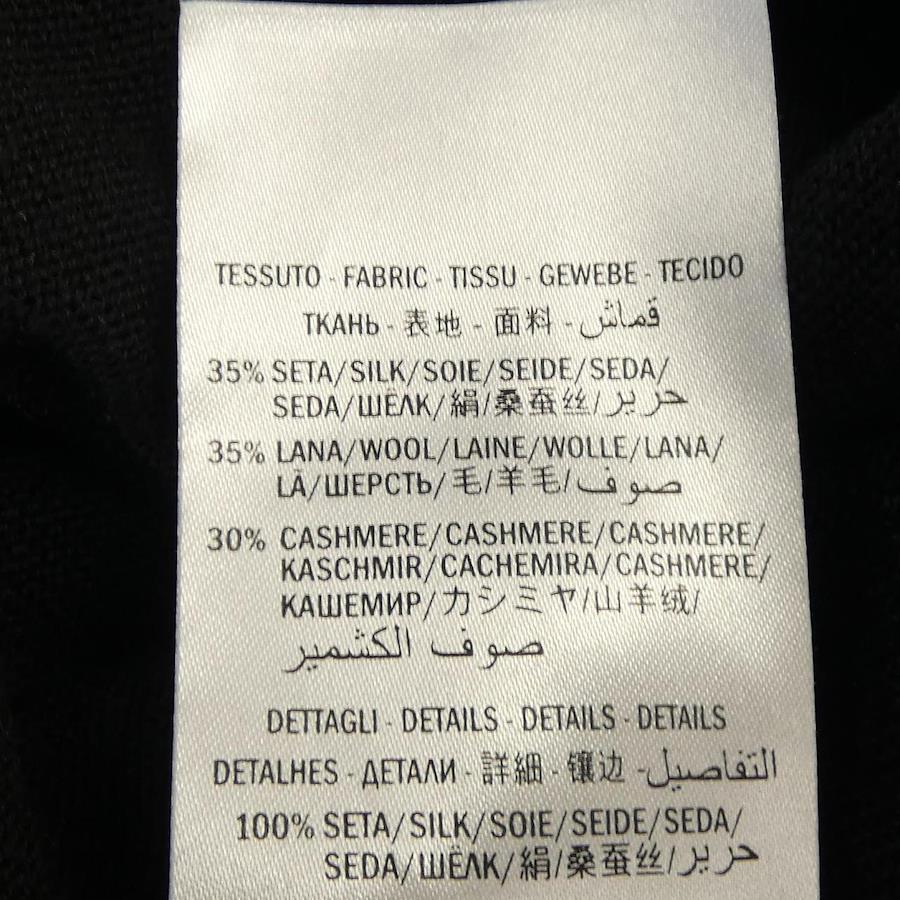 TESSUTO - FABRIC - TISSU - GEWEBE - TECIDO
ТКАНЬ - 表地 - 面料 - قماش
35% SETA/SILK/SOIE/SEIDE/SEDA/
SEDA/ШЁЛК/絹/桑蚕丝/حرير
35% LANA/WOOL/LAINE/WOLLE/LANA/
LÃ/ШЕРСТЬ/毛/羊毛/صوف
30% CASHMERE/CASHMERE/CASHMERE/
KASCHMIR/CACHEMIRA/CASHMERE/
КАШЕМИР/カシミヤ/山羊绒/
صوف الكشمير
DETTAGLI - DETAILS - DETAILS - DETAILS
DETALHES - ДЕТАЛИ - 詳細 - 镶边 - التفاصيل
100% SETA/SILK/SOIE/SEIDE/SEDA/
SEDA/ШЁЛК/絹/桑蚕丝/حرير